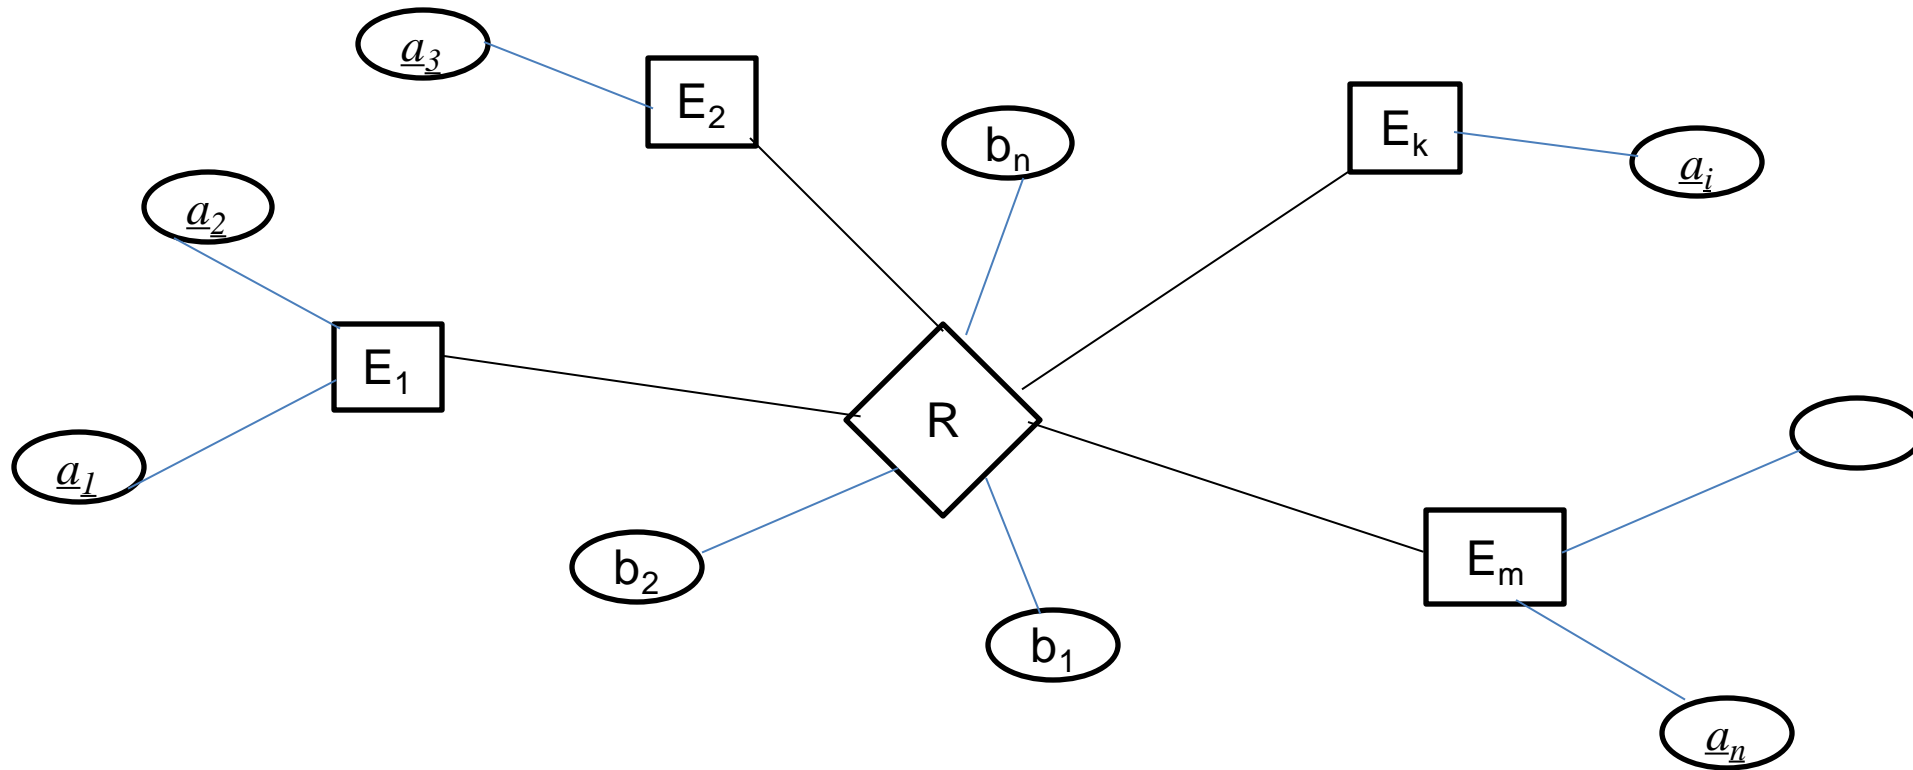 a₃
E₂
bₙ
Eₖ
aᵢ
a₂
E₁
R
a₁
b₂
Eₘ
b₁
aₙ